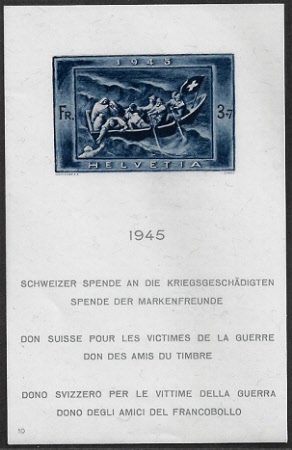 1945
FR. 3+7
HELVETIA
1945
SCHWEIZER SPENDE AN DIE KRIEGSGESCHÄDIGTEN
SPENDE DER MARKENFREUNDE
DON SUISSE POUR LES VICTIMES DE LA GUERRE
DON DES AMIS DU TIMBRE
DONO SVIZZERO PER LE VITTIME DELLA GUERRA
DONO DEGLI AMICI DEL FRANCOBOLLO
10